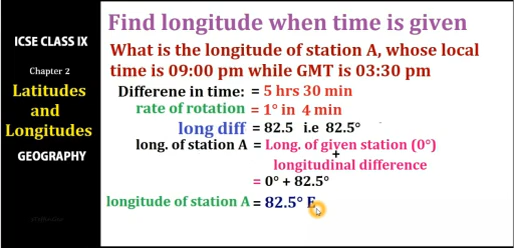 ICSE CLASS IX
Chapter 2
Latitudes
and
Longitudes
GEOGRAPHY
Find longitude when time is given
What is the longitude of station A, whose local
time is 09:00 pm while GMT is 03:30 pm
Differene in time: = 5 hrs 30 min
rate of rotation = 1° in 4 min
long diff = 82.5 i.e 82.5°
long. of station A = Long. of given station (0°)
+
longitudinal difference
= 0° + 82.5°
longitude of station A = 82.5° E